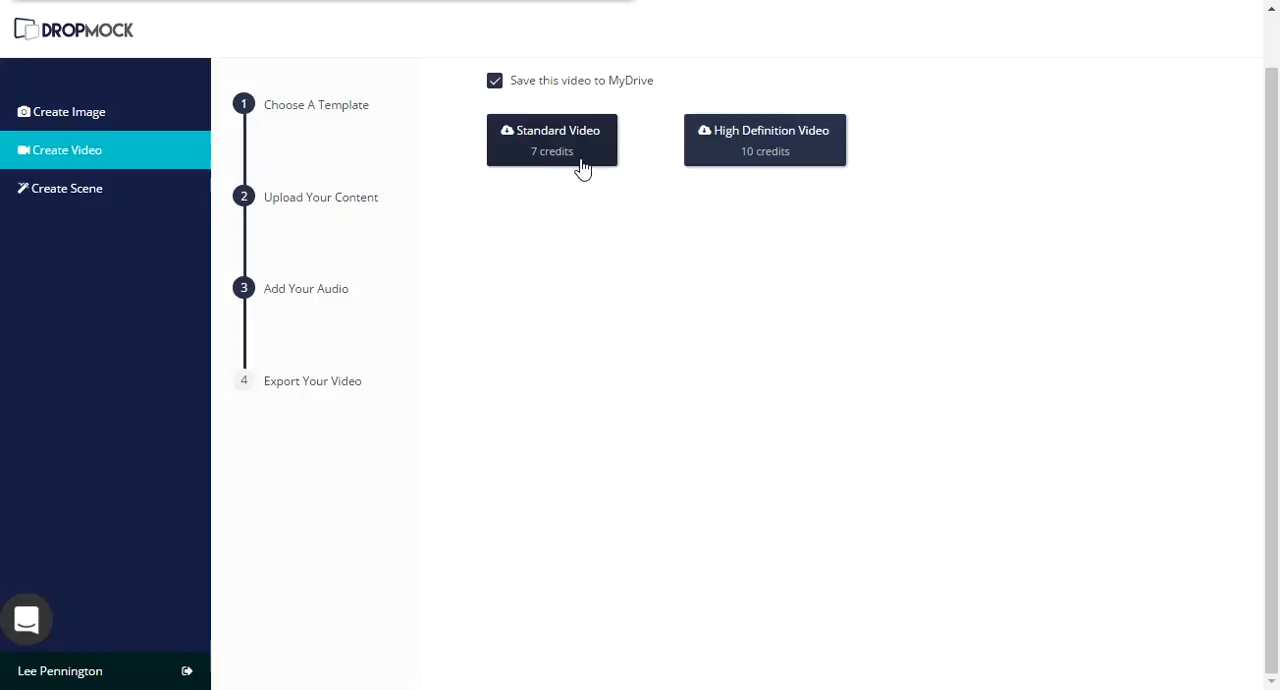 DROPMOCK
Create Image
Create Video
Create Scene
1 Choose A Template
2 Upload Your Content
3 Add Your Audio
4 Export Your Video
Save this video to MyDrive
Standard Video
7 credits
High Definition Video
10 credits
Lee Pennington